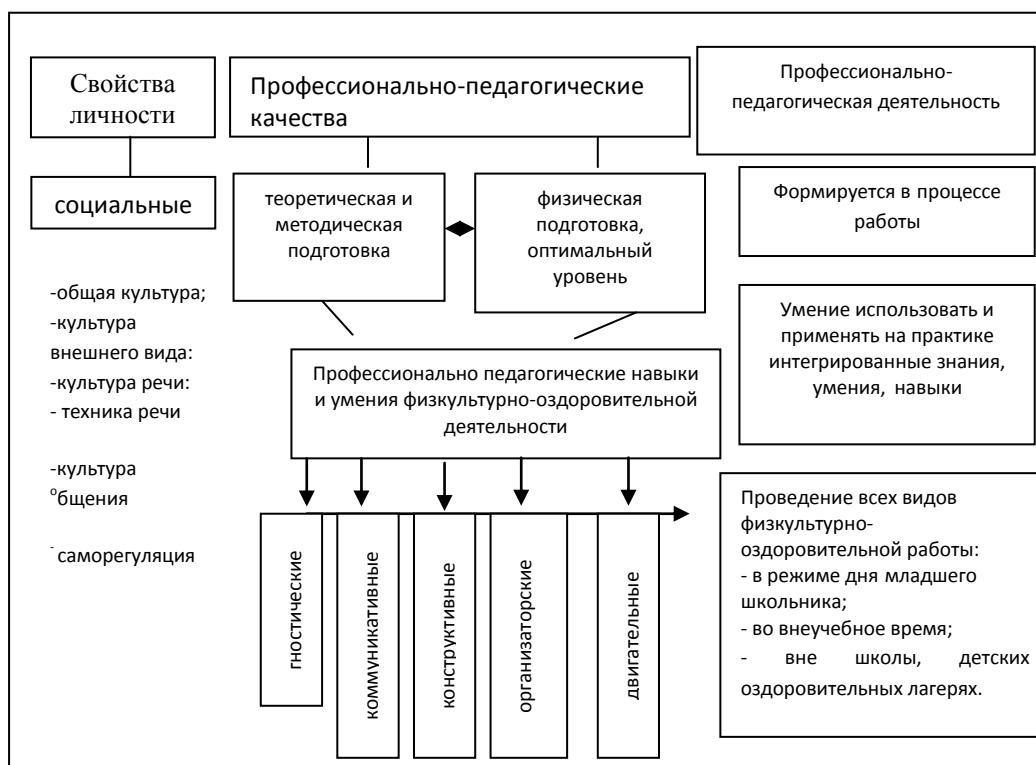 Свойства
личности
социальные
-общая культура;
-культура
внешнего вида:
-культура речи:
- техника речи
-культура
общения
- саморегуляция
Профессионально-педагогические
качества
теоретическая и
методическая
подготовка
физическая
подготовка,
оптимальный
уровень
Профессионально педагогические навыки
и умения физкультурно-оздоровительной
деятельности
гностические
коммуникативные
конструктивные
организаторские
двигательные
Профессионально-
педагогическая деятельность
Формируется в процессе
работы
Умение использовать и
применять на практике
интегрированные знания,
умения, навыки
Проведение всех видов
физкультурно-
оздоровительной работы:
- в режиме дня младшего
школьника;
- во внеучебное время;
- вне школы, детских
оздоровительных лагерях.